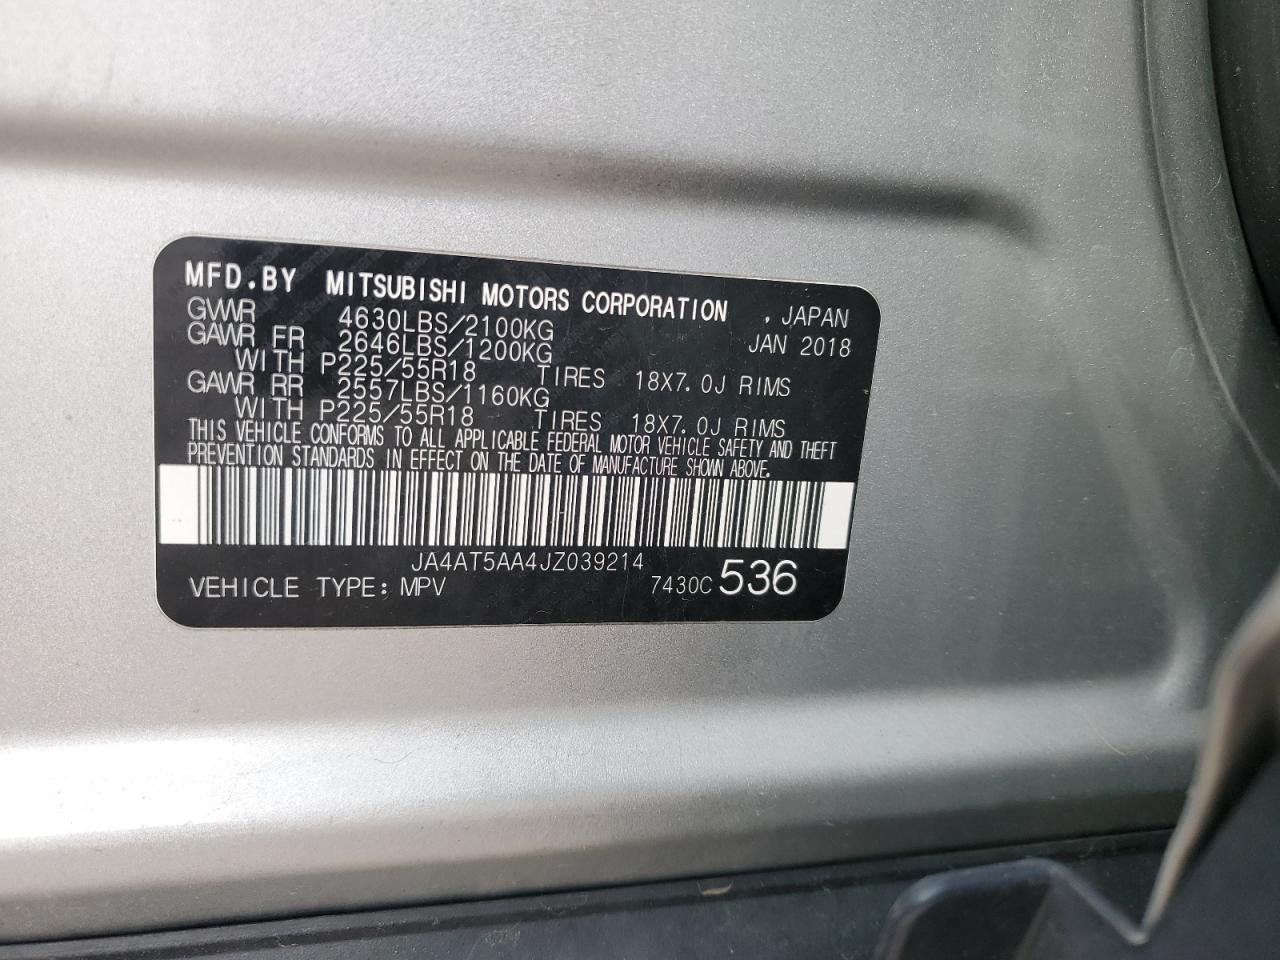 MFD.BY MITSUBISHI MOTORS CORPORATION , JAPAN
GVWR 4630LBS/2100KG JAN 2018
GAWR FR 2646LBS/1200KG
WITH P225/55R18 TIRES 18X7.0J RIMS
GAWR RR 2557LBS/1160KG
WITH P225/55R18 TIRES 18X7.0J RIMS
THIS VEHICLE CONFORMS TO ALL APPLICABLE FEDERAL MOTOR VEHICLE SAFETY AND THEFT
PREVENTION STANDARDS IN EFFECT ON THE DATE OF MANUFACTURE SHOWN ABOVE.
JA4AT5AA4JZ039214
VEHICLE TYPE: MPV 7430C 536